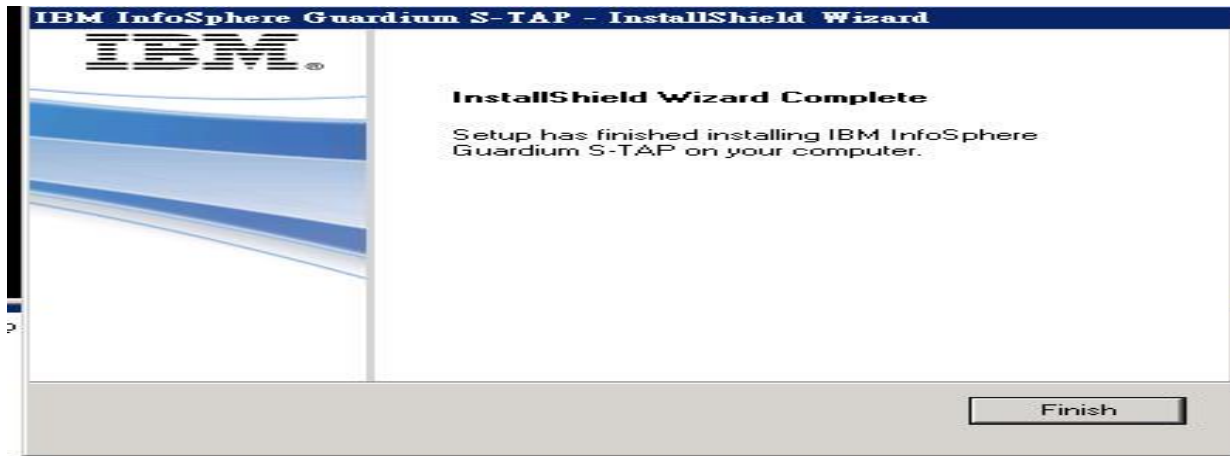 IBM InfoSphere Guardium S-TAP - InstallShield Wizard
IBM®
InstallShield Wizard Complete
Setup has finished installing IBM InfoSphere
Guardium S-TAP on your computer.
Finish